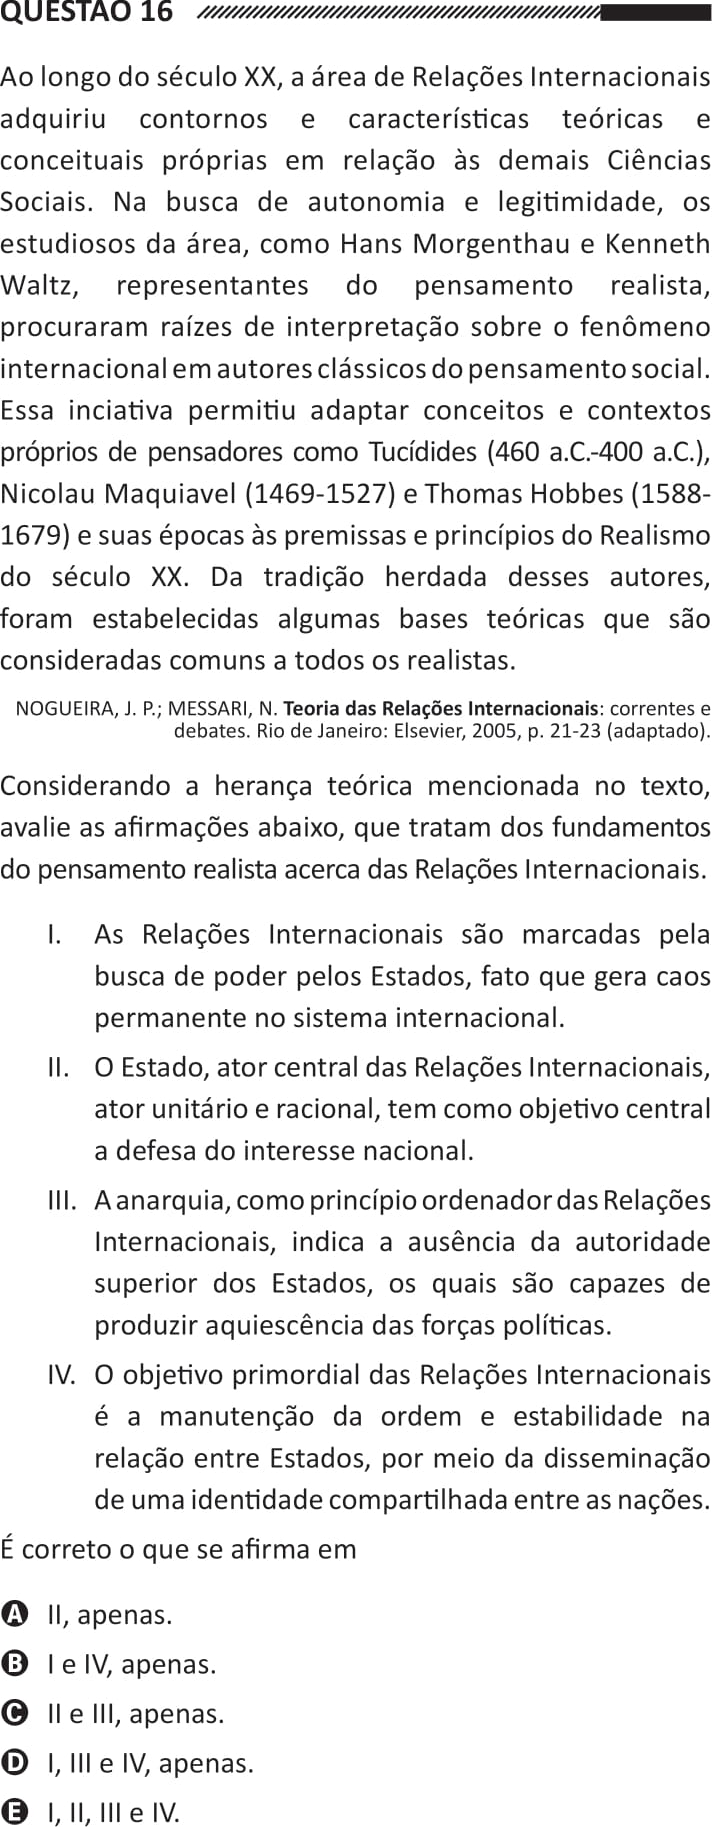 QUESTÃO 16
Ao longo do século XX, a área de Relações Internacionais
adquiriu contornos e características teóricas e
conceituais próprias em relação às demais Ciências
Sociais. Na busca de autonomia e legitimidade, os
estudiosos da área, como Hans Morgenthau e Kenneth
Waltz, representantes do pensamento realista,
procuraram raízes de interpretação sobre o fenômeno
internacional em autores clássicos do pensamento social.
Essa inciativa permitiu adaptar conceitos e contextos
próprios de pensadores como Tucídides (460 a.C.-400 a.C.),
Nicolau Maquiavel (1469-1527) e Thomas Hobbes (1588-
1679) e suas épocas às premissas e princípios do Realismo
do século XX. Da tradição herdada desses autores,
foram estabelecidas algumas bases teóricas que são
consideradas comuns a todos os realistas.
NOGUEIRA, J. P.; MESSARI, N. Teoria das Relações Internacionais: correntes e
debates. Rio de Janeiro: Elsevier, 2005, p. 21-23 (adaptado).
Considerando a herança teórica mencionada no texto,
avalie as afirmações abaixo, que tratam dos fundamentos
do pensamento realista acerca das Relações Internacionais.
I. As Relações Internacionais são marcadas pela
busca de poder pelos Estados, fato que gera caos
permanente no sistema internacional.
II. O Estado, ator central das Relações Internacionais,
ator unitário e racional, tem como objetivo central
a defesa do interesse nacional.
III. A anarquia, como princípio ordenador das Relações
Internacionais, indica a ausência da autoridade
superior dos Estados, os quais são capazes de
produzir aquiescência das forças políticas.
IV. O objetivo primordial das Relações Internacionais
é a manutenção da ordem e estabilidade na
relação entre Estados, por meio da disseminação
de uma identidade compartilhada entre as nações.
É correto o que se afirma em
A II, apenas.
B I e IV, apenas.
C II e III, apenas.
D I, III e IV, apenas.
E I, II, III e IV.